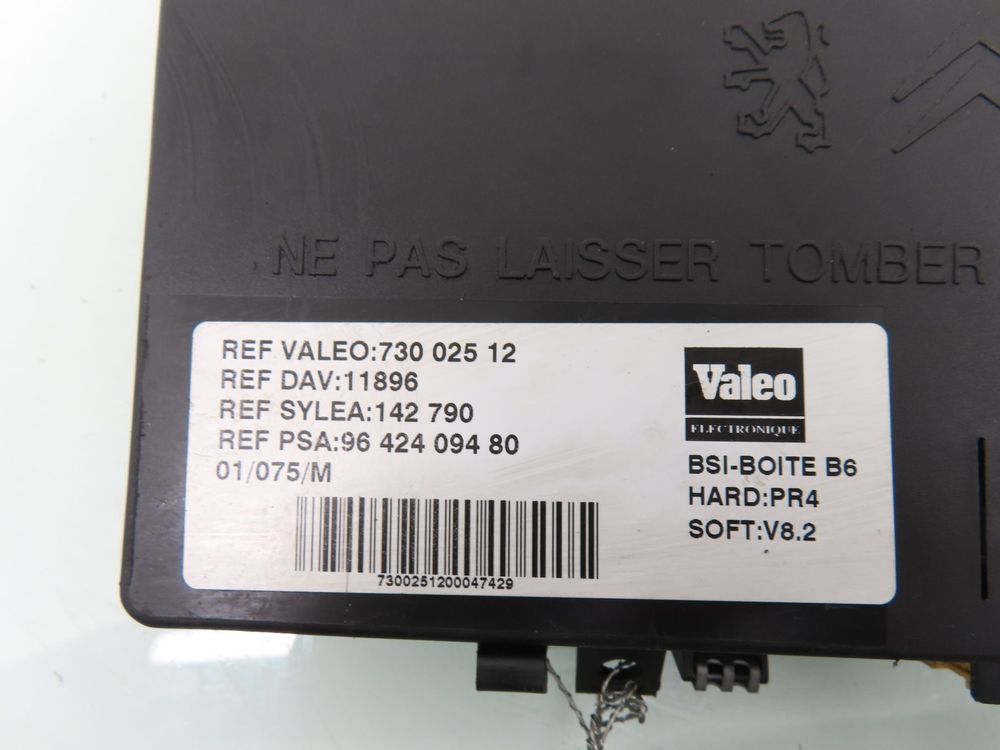 NE PAS LAISSER TOMBER
REF VALEO:730 025 12
REF DAV:11896
REF SYLEA:142 790
REF PSA:96 424 094 80
01/075/M
7300251200047429
Valeo
ELECTRONIQUE
BSI-BOITE B6
HARD:PR4
SOFT:V8.2